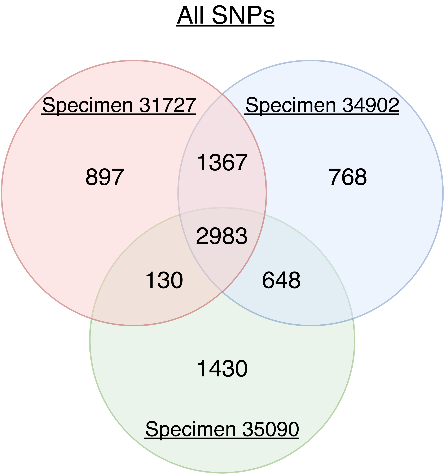 All SNPs
Specimen 31727
Specimen 34902
1367
897
768
2983
130
648
1430
Specimen 35090